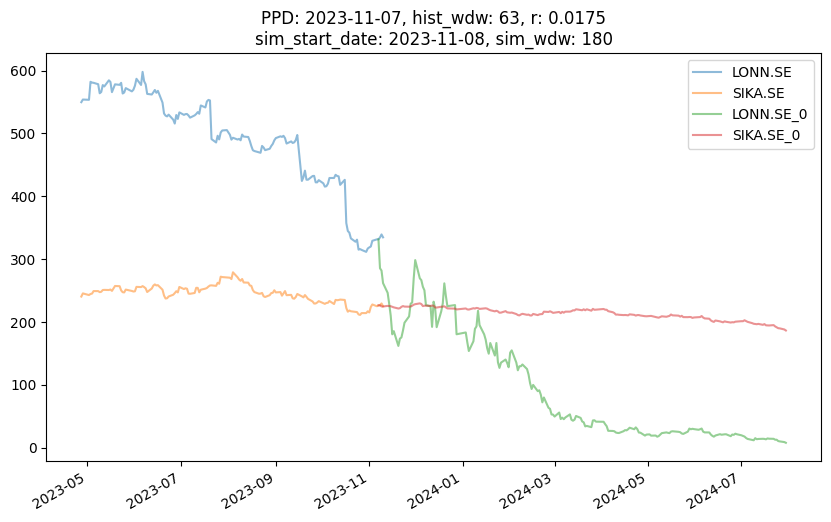 PPD: 2023-11-07, hist_wdw: 63, r: 0.0175
sim_start_date: 2023-11-08, sim_wdw: 180
LONN.SE
SIKA.SE
LONN.SE_0
SIKA.SE_0
600
500
400
300
200
100
0
2023-05
2023-07
2023-09
2023-11
2024-01
2024-03
2024-05
2024-07